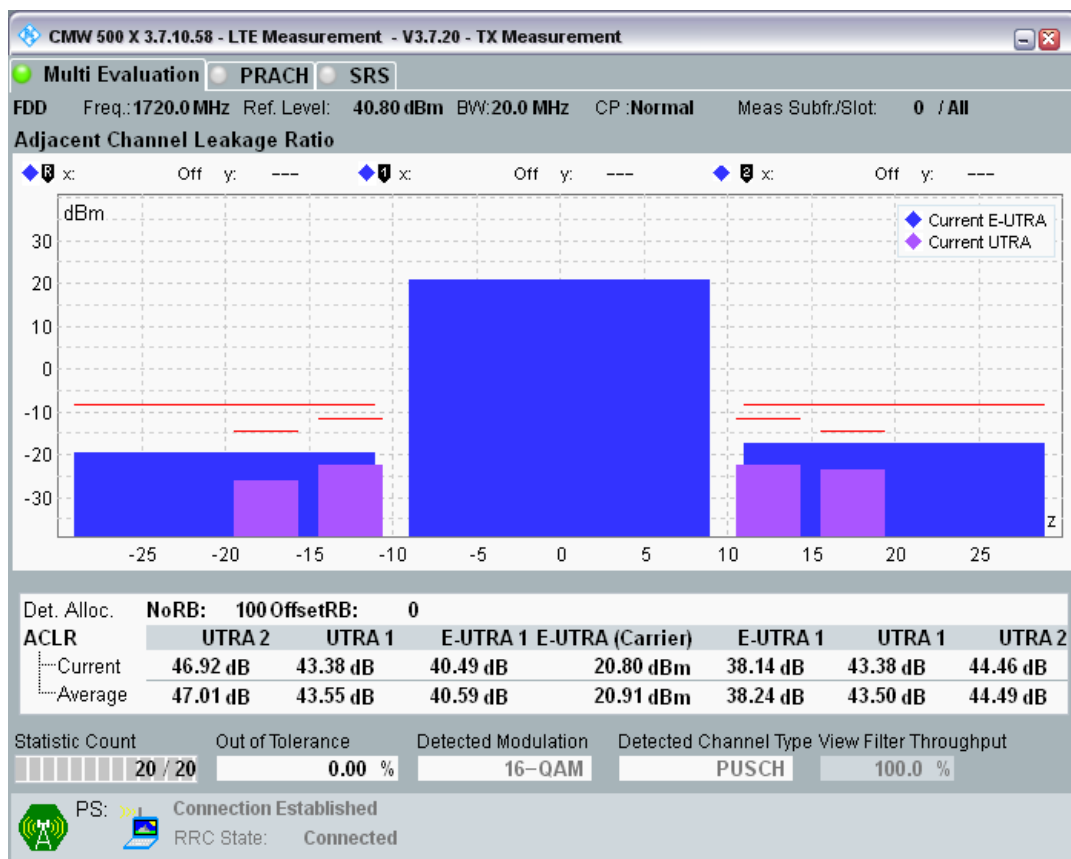 CMW 500 X 3.7.10.58 - LTE Measurement - V3.7.20 - TX Measurement
Multi Evaluation PRACH SRS
FDD Freq.: 1720.0 MHz Ref. Level: 40.80 dBm BW: 20.0 MHz CP : Normal Meas Subfr./Slot: 0 / All
Adjacent Channel Leakage Ratio
R x: Off y: --- 1 x: Off y: --- 2 x: Off y: ---
dBm
Current E-UTRA
Current UTRA
30
20
10
0
-10
-20
-30
z
-25 -20 -15 -10 -5 0 5 10 15 20 25
Det. Alloc. NoRB: 100 OffsetRB: 0
ACLR UTRA 2 UTRA 1 E-UTRA 1 E-UTRA (Carrier) E-UTRA 1 UTRA 1 UTRA 2
Current 46.92 dB 43.38 dB 40.49 dB 20.80 dBm 38.14 dB 43.38 dB 44.46 dB
Average 47.01 dB 43.55 dB 40.59 dB 20.91 dBm 38.24 dB 43.50 dB 44.49 dB
Statistic Count Out of Tolerance Detected Modulation Detected Channel Type View Filter Throughput
20 / 20 0.00 % 16-QAM PUSCH 100.0 %
PS: Connection Established
RRC State: Connected